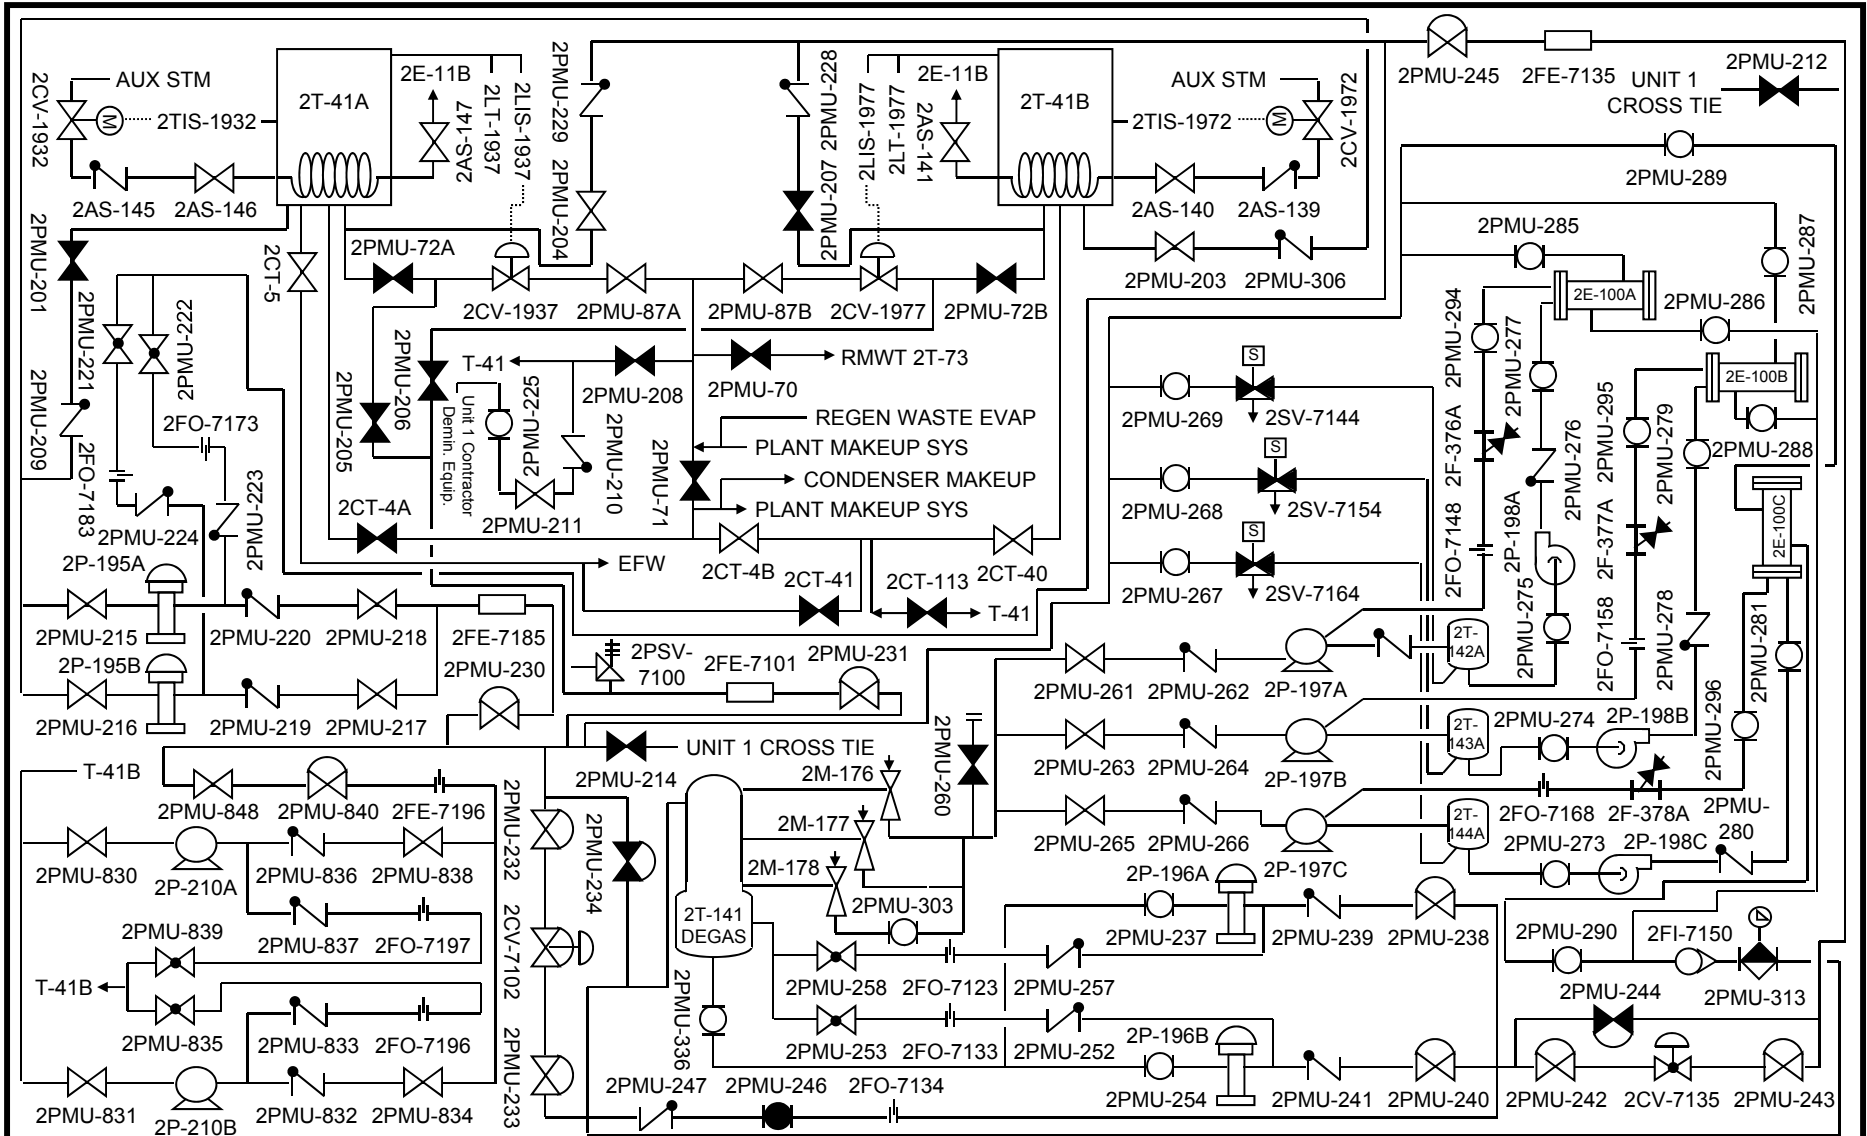 2PMU-245
2FE-7135
UNIT 1
CROSS TIE
2PMU-212
2CV-1932
AUX STM
2TIS-1932
M
2T-41A
2E-11B
2AS-147
2LT-1937
2LIS-1937
2PMU-229
2PMU-204
2PMU-228
2PMU-207
2LIS-1977
2LT-1977
2AS-141
2E-11B
2T-41B
AUX STM
2TIS-1972
M
2CV-1972
2AS-145
2AS-146
2AS-140
2AS-139
2PMU-289
2PMU-201
2CT-5
2PMU-72A
2CV-1937
2PMU-87A
2PMU-87B
2CV-1977
2PMU-72B
2PMU-203
2PMU-306
2PMU-285
2PMU-287
2E-100A
2PMU-286
2PMU-209
2PMU-221
2PMU-222
2FO-7173
2FO-7183
2PMU-224
2PMU-223
2PMU-205
2PMU-206
T-41
2PMU-208
2PMU-70
RMWT 2T-73
Unit 1 Contractor
Demin. Equip.
2PMU-225
2PMU-210
2PMU-211
2PMU-71
REGEN WASTE EVAP
PLANT MAKEUP SYS
CONDENSER MAKEUP
PLANT MAKEUP SYS
2CT-4A
2CT-4B
2CT-40
EFW
2CT-41
2CT-113
T-41
S
2PMU-269
2SV-7144
S
2PMU-268
2SV-7154
S
2PMU-267
2SV-7164
2PMU-294
2PMU-277
2F-376A
2FO-7148
2P-198A
2PMU-276
2PMU-275
2PMU-295
2PMU-279
2F-377A
2FO-7158
2PMU-278
2E-100B
2PMU-288
2E-100C
2PMU-281
2PMU-296
2P-195A
2PMU-215
2PMU-220
2PMU-218
2FE-7185
2P-195B
2PMU-230
2PMU-216
2PMU-219
2PMU-217
2PSV-
7100
2FE-7101
2PMU-231
2PMU-214
UNIT 1 CROSS TIE
2PMU-260
2PMU-261
2PMU-262
2P-197A
2T-
142A
2PMU-263
2PMU-264
2P-197B
2T-
143A
2PMU-274
2P-198B
2PMU-265
2PMU-266
2P-197C
2T-
144A
2FO-7168
2F-378A
2PMU-
280
2PMU-273
2P-198C
T-41B
2PMU-848
2PMU-840
2FE-7196
2PMU-830
2P-210A
2PMU-836
2PMU-838
2PMU-837
2FO-7197
2PMU-839
T-41B
2PMU-835
2PMU-833
2FO-7196
2PMU-831
2P-210B
2PMU-832
2PMU-834
2PMU-232
2PMU-234
2CV-7102
2PMU-233
2M-176
2M-177
2M-178
2T-141
DEGAS
2PMU-303
2PMU-336
2P-196A
2PMU-237
2PMU-239
2PMU-238
2PMU-258
2FO-7123
2PMU-257
2PMU-253
2FO-7133
2PMU-252
2P-196B
2PMU-254
2PMU-241
2PMU-240
2PMU-247
2PMU-246
2FO-7134
2PMU-290
2FI-7150
2PMU-313
2PMU-244
2PMU-242
2CV-7135
2PMU-243